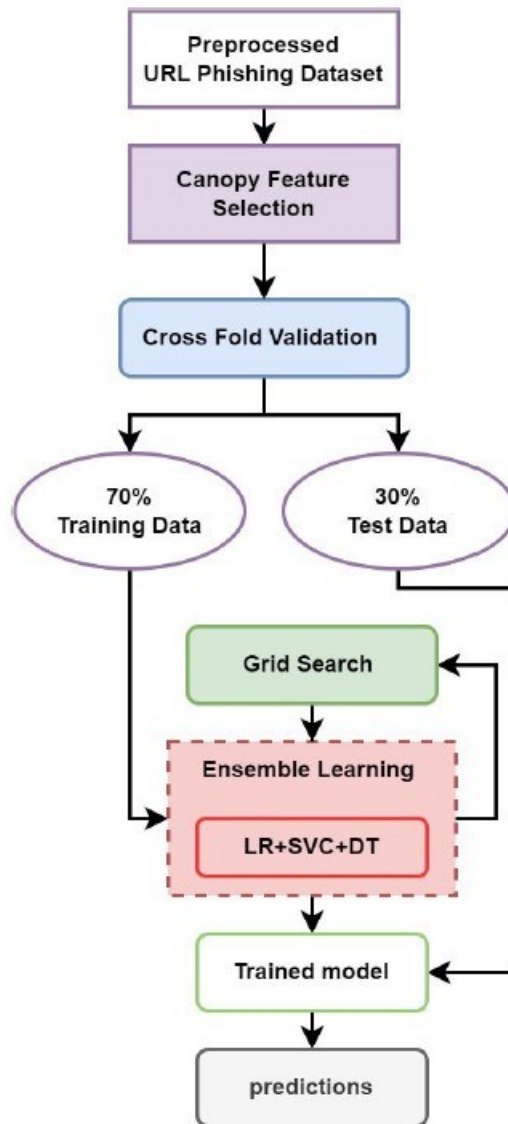 Preprocessed
URL Phishing Dataset
Canopy Feature
Selection
Cross Fold Validation
70%
Training Data
30%
Test Data
Grid Search
Ensemble Learning
LR+SVC+DT
Trained model
predictions